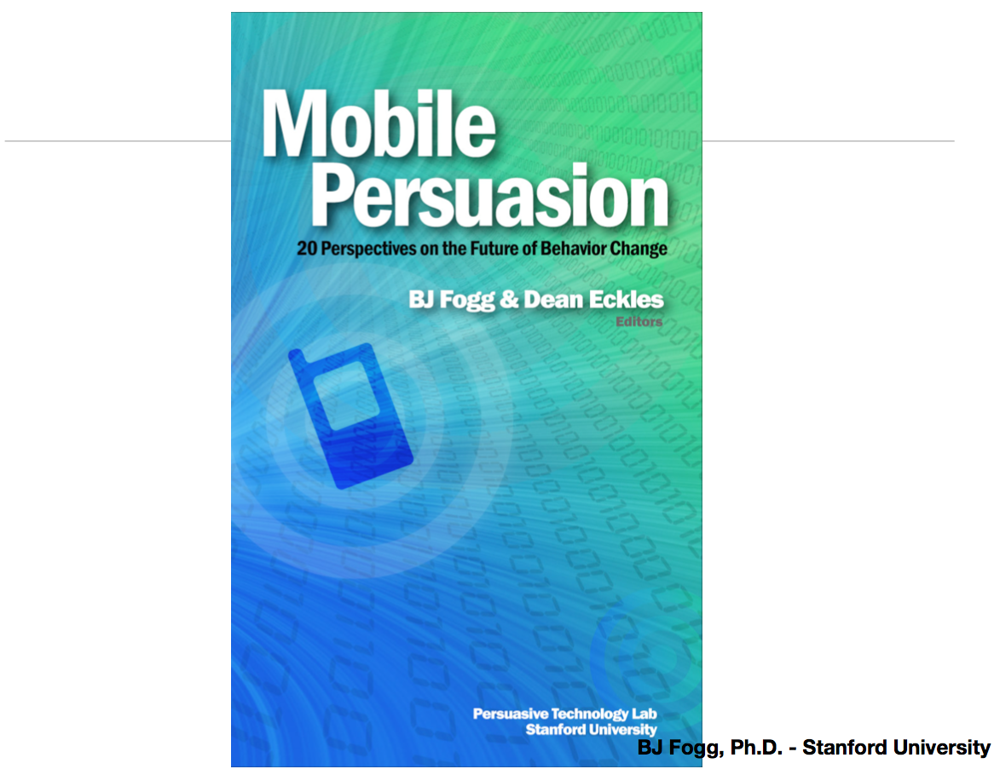 Mobile
Persuasion
20 Perspectives on the Future of Behavior Change
BJ Fogg & Dean Eckles
Editors
Persuasive Technology Lab
Stanford University
BJ Fogg, Ph.D. - Stanford University